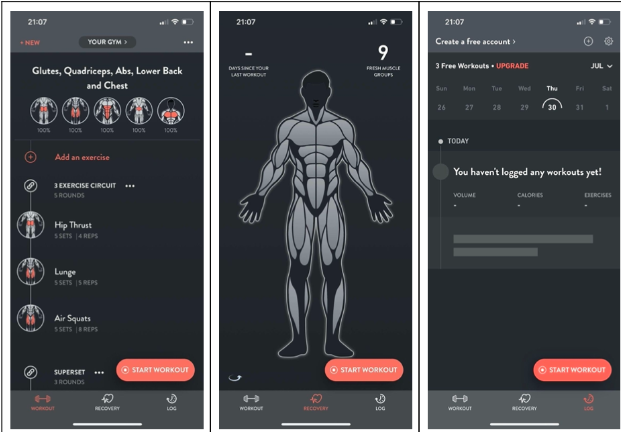 21:07
• NEW
YOUR GYM >
•••
Glutes, Quadriceps, Abs, Lower Back
and Chest
100%
100%
100%
100%
100%
Add an exercise
3 EXERCISE CIRCUIT •••
5 ROUNDS
Hip Thrust
5 SETS | 4 REPS
Lunge
5 SETS | 5 REPS
Air Squats
5 SETS | 8 REPS
SUPERSET •••
3 ROUNDS
START WORKOUT
WORKOUT
RECOVERY
LOG
21:07
-
DAYS SINCE YOUR
LAST WORKOUT
9
FRESH MUSCLE
GROUPS
START WORKOUT
WORKOUT
RECOVERY
LOG
21:07
Create a free account >
3 Free Workouts • UPGRADE
JUL
Sun Mon Tue Wed Thu Fri Sat
26 27 28 29 30 31 1
TODAY
You haven't logged any workouts yet!
VOLUME CALORIES EXERCISES
- - -
START WORKOUT
WORKOUT
RECOVERY
LOG